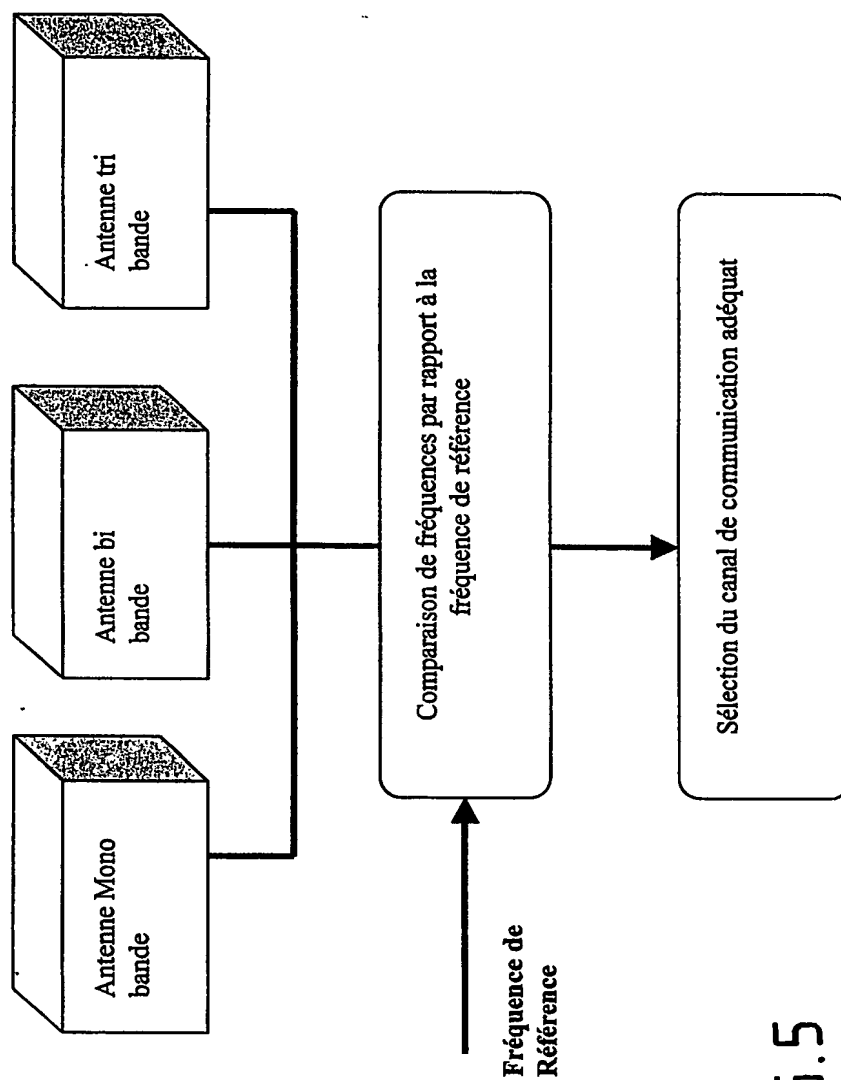 Antenne Mono
bande
Antenne bi
bande
Antenne tri
bande
Fréquence de
Référence
Comparaison de fréquences par rapport à la
fréquence de référence
Sélection du canal de communication adéquat
.5